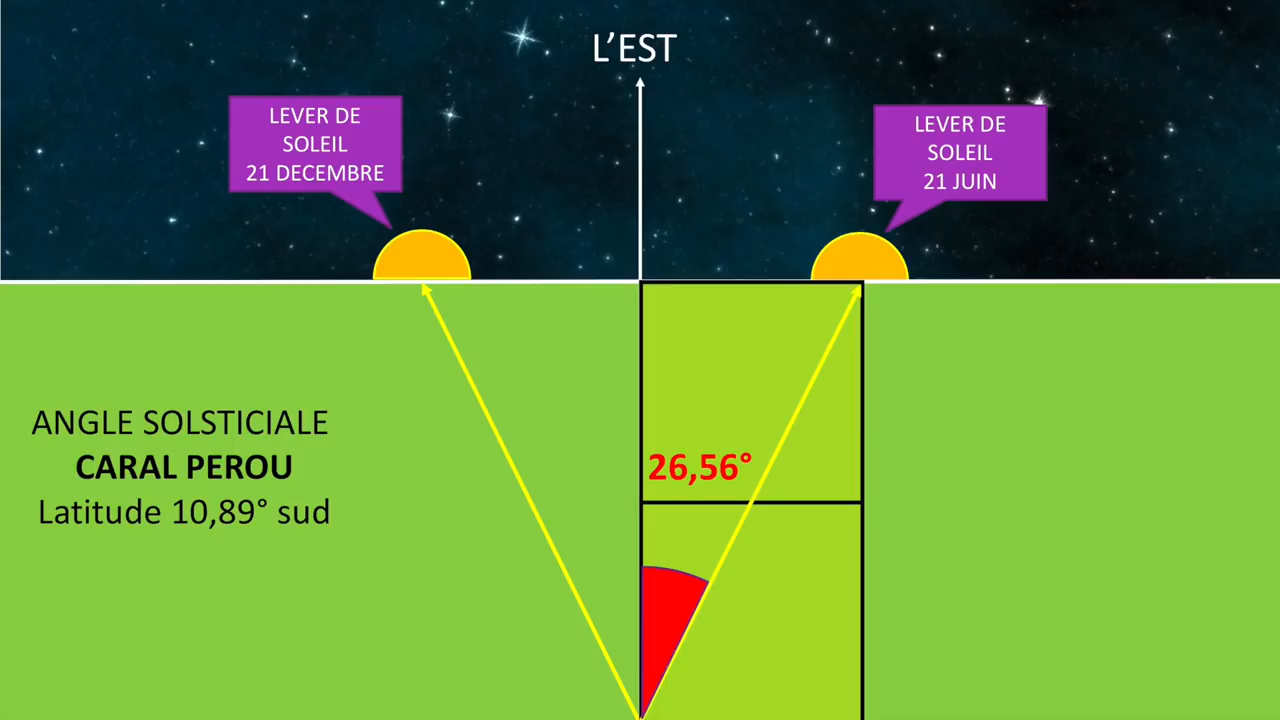 L’EST
LEVER DE
SOLEIL
21 DECEMBRE
LEVER DE
SOLEIL
21 JUIN
ANGLE SOLSTICIALE
CARAL PEROU
Latitude 10,89° sud
26,56°